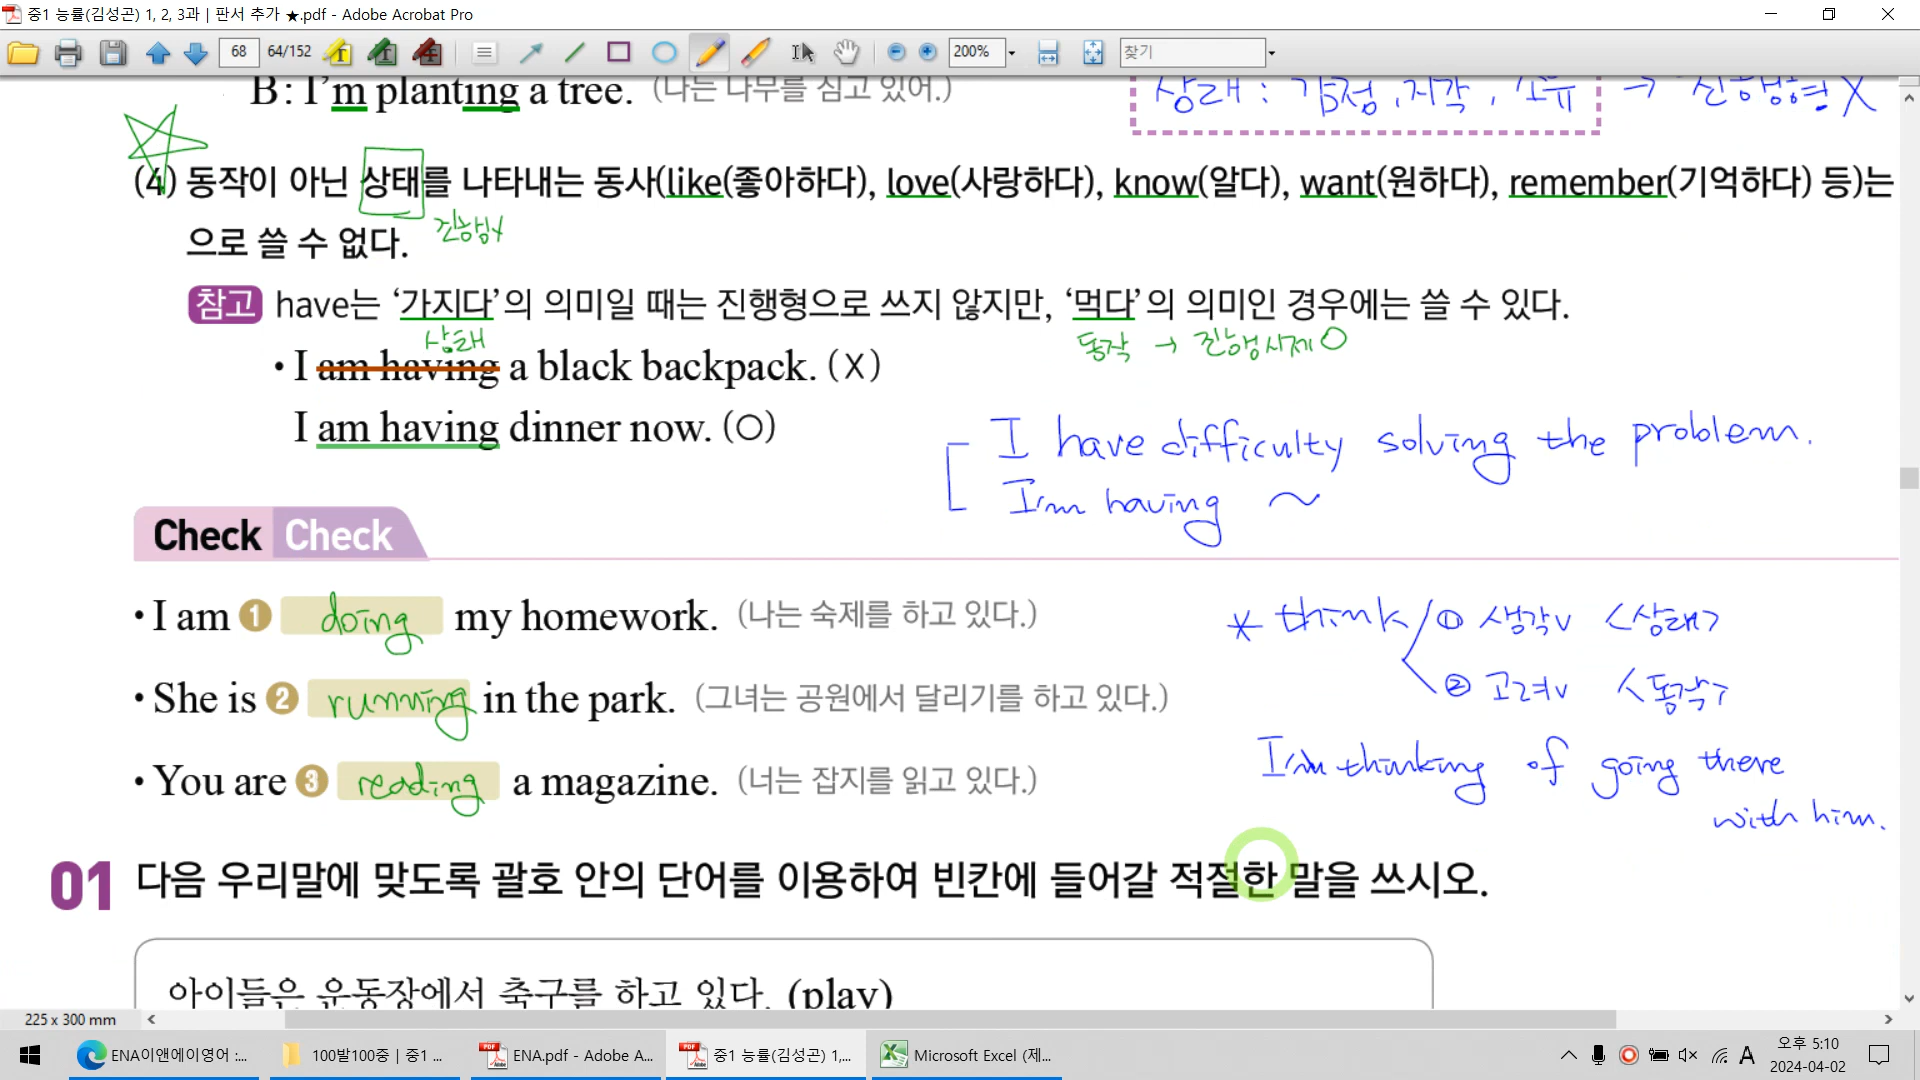 중1 능률(김성곤) 1, 2, 3과 | 판서 추가 ★.pdf - Adobe Acrobat Pro
68 64/152 200% 찾기
B : I'm planting a tree. (나는 나무를 심고 있어.)
상태 : 감정, 지각, 소유 → 진행형 X
(4) 동작이 아닌 상태를 나타내는 동사(like(좋아하다), love(사랑하다), know(알다), want(원하다), remember(기억하다) 등)는
으로 쓸 수 없다.
진행형X
참고 have는 '가지다'의 의미일 때는 진행형으로 쓰지 않지만, '먹다'의 의미인 경우에는 쓸 수 있다.
상태
동작 → 진행시제 O
• I am having a black backpack. (X)
I am having dinner now. (O)
I have difficulty solving the problem.
I'm having ~
Check Check
• I am 1 doing my homework. (나는 숙제를 하고 있다.)
* think ① 생각v <상태>
• She is 2 running in the park. (그녀는 공원에서 달리기를 하고 있다.)
② 고려v <동작>
• You are 3 reading a magazine. (너는 잡지를 읽고 있다.)
I'm thinking of going there
with him.
01 다음 우리말에 맞도록 괄호 안의 단어를 이용하여 빈칸에 들어갈 적절한 말을 쓰시오.
아이들은 운동장에서 축구를 하고 있다. (play)
225 x 300 mm
ENA이앤에이영어 :...
100발100중 | 중1 ...
ENA.pdf - Adobe A...
중1 능률(김성곤) 1,...
Microsoft Excel (제...
A
오후 5:10
2024-04-02